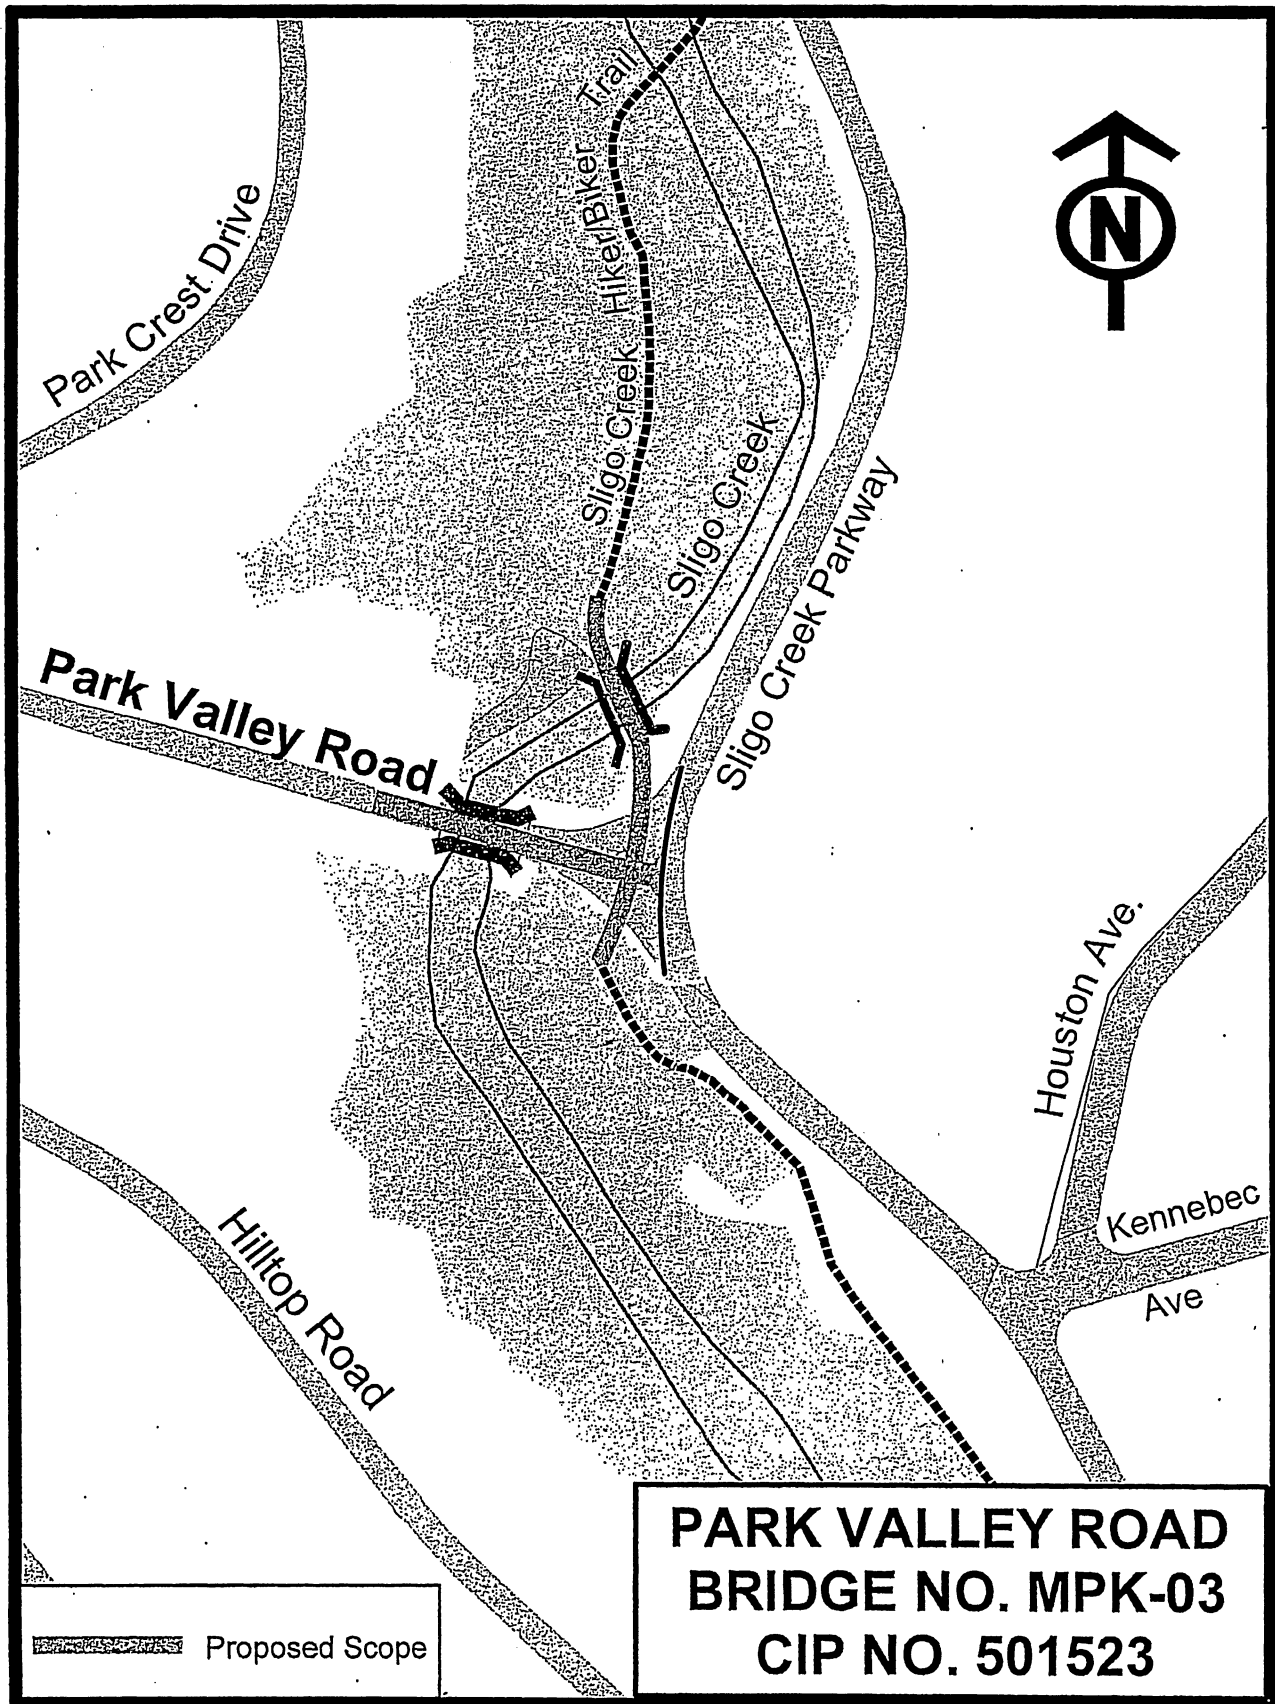 Sligo Creek Hiker/Biker Trail
N
Park Crest Drive
Sligo Creek
Sligo Creek Parkway
Park Valley Road
Houston Ave.
Kennebec
Ave
Hilltop Road
PARK VALLEY ROAD
BRIDGE NO. MPK-03
CIP NO. 501523
Proposed Scope